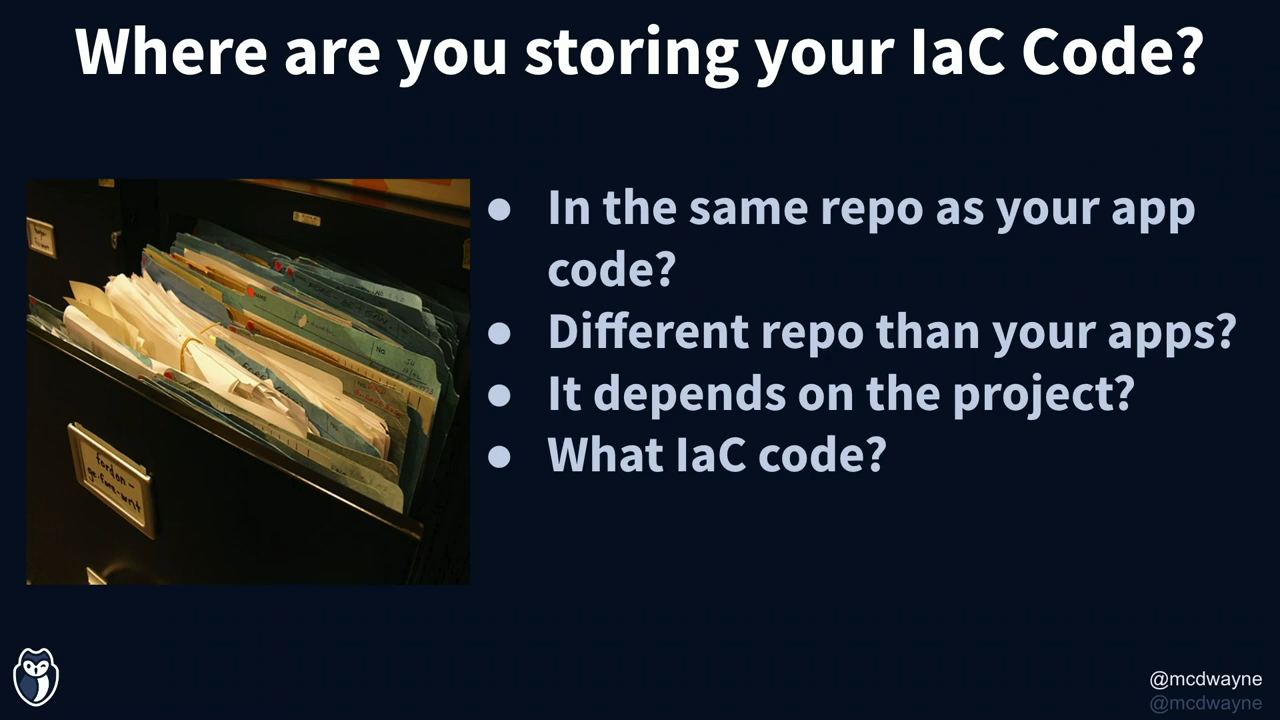 Where are you storing your IaC Code?
● In the same repo as your app
code?
● Different repo than your apps?
● It depends on the project?
● What IaC code?
@mcdwayne
@mcdwayne